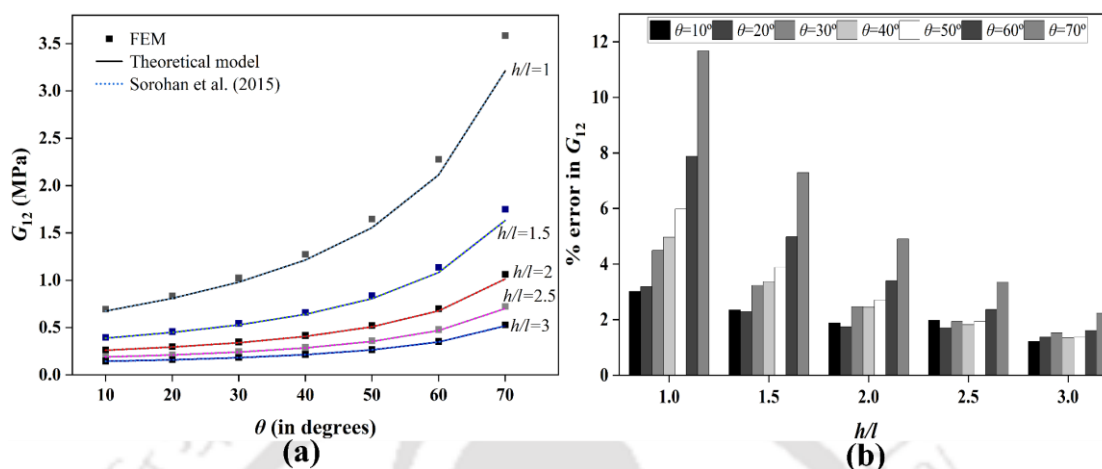 FEM
Theoretical model
Sorohan et al. (2015)
G12 (MPa)
3.5
3.0
2.5
2.0
1.5
1.0
0.5
0.0
h/l=1
h/l=1.5
h/l=2
h/l=2.5
h/l=3
10 20 30 40 50 60 70
θ (in degrees)
(a)
θ=10º θ=20º θ=30º θ=40º θ=50º θ=60º θ=70º
% error in G12
12
10
8
6
4
2
0
1.0 1.5 2.0 2.5 3.0
h/l
(b)